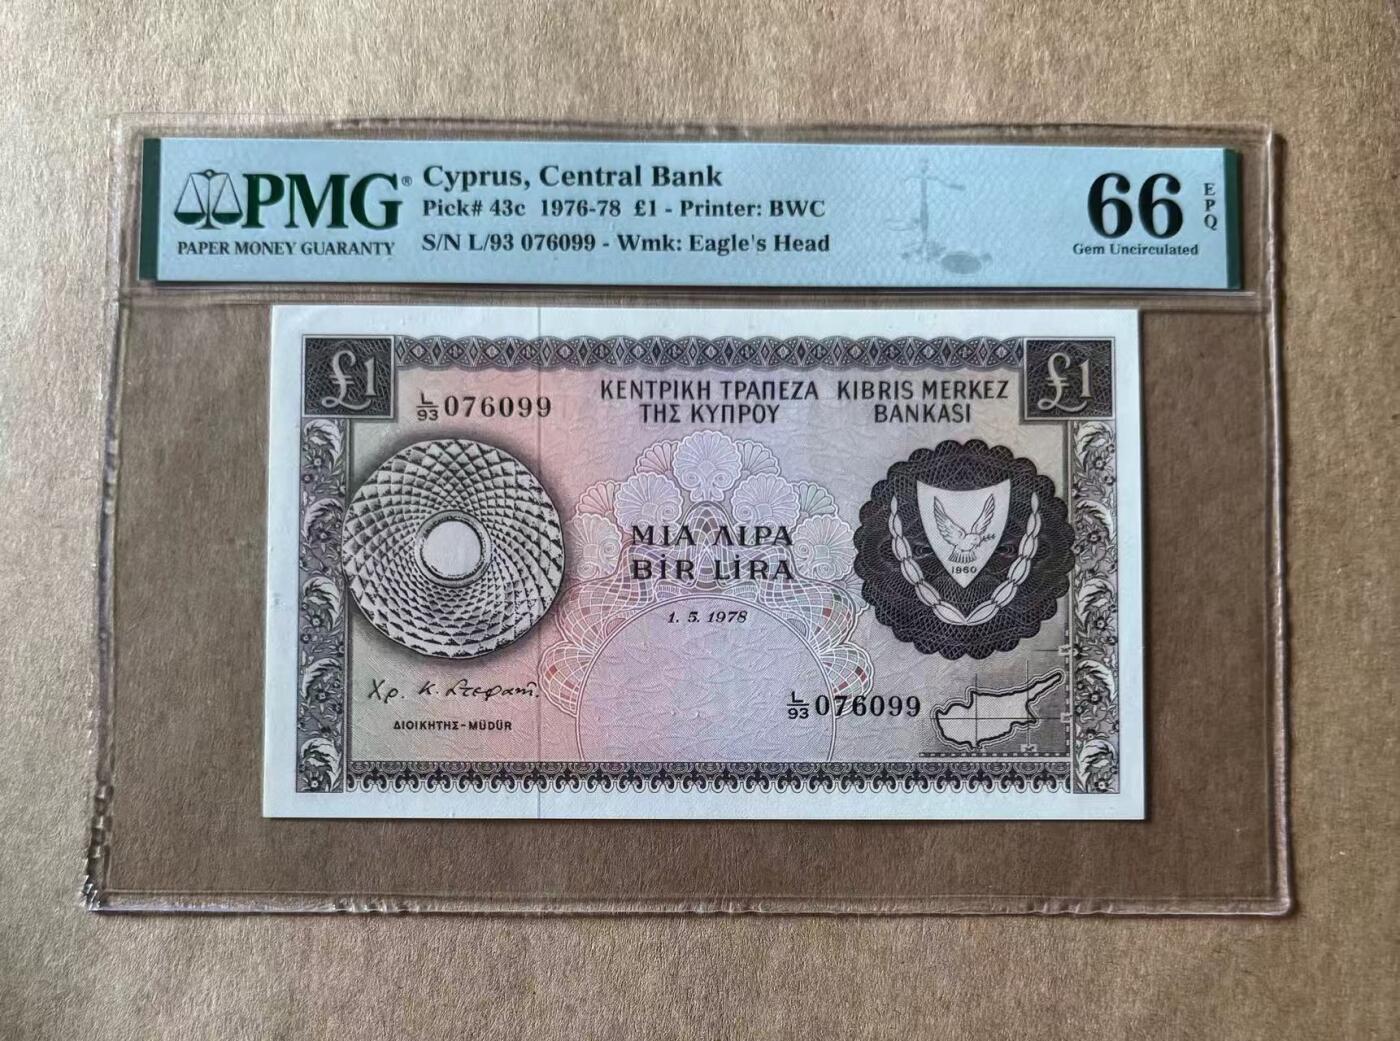 PMG®
PAPER MONEY GUARANTY
Cyprus, Central Bank
Pick# 43c 1976-78 £1 - Printer: BWC
S/N L/93 076099 - Wmk: Eagle's Head
66
EPQ
Gem Uncirculated
£1
£1
L/93 076099
ΚΕΝΤΡΙΚΗ ΤΡΑΠΕΖΑ
ΤΗΣ ΚΥΠΡΟΥ
KIBRIS MERKEZ
BANKASI
ΜΙΑ ΛΙΡΑ
BİR LİRA
1. 5. 1978
1960
Χρ. Κ. Στεφανῆ.
ΔΙΟΙΚΗΤΗΣ-MÜDÜR
L/93 076099